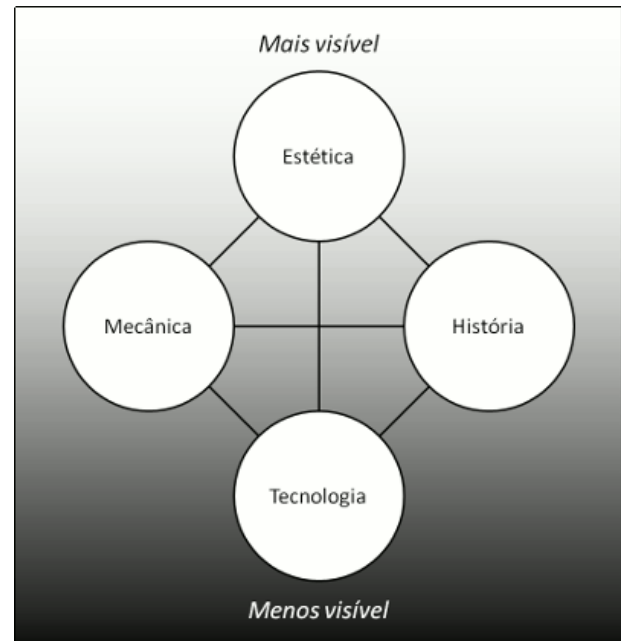 Mais visível
Estética
Mecânica
História
Tecnologia
Menos visível